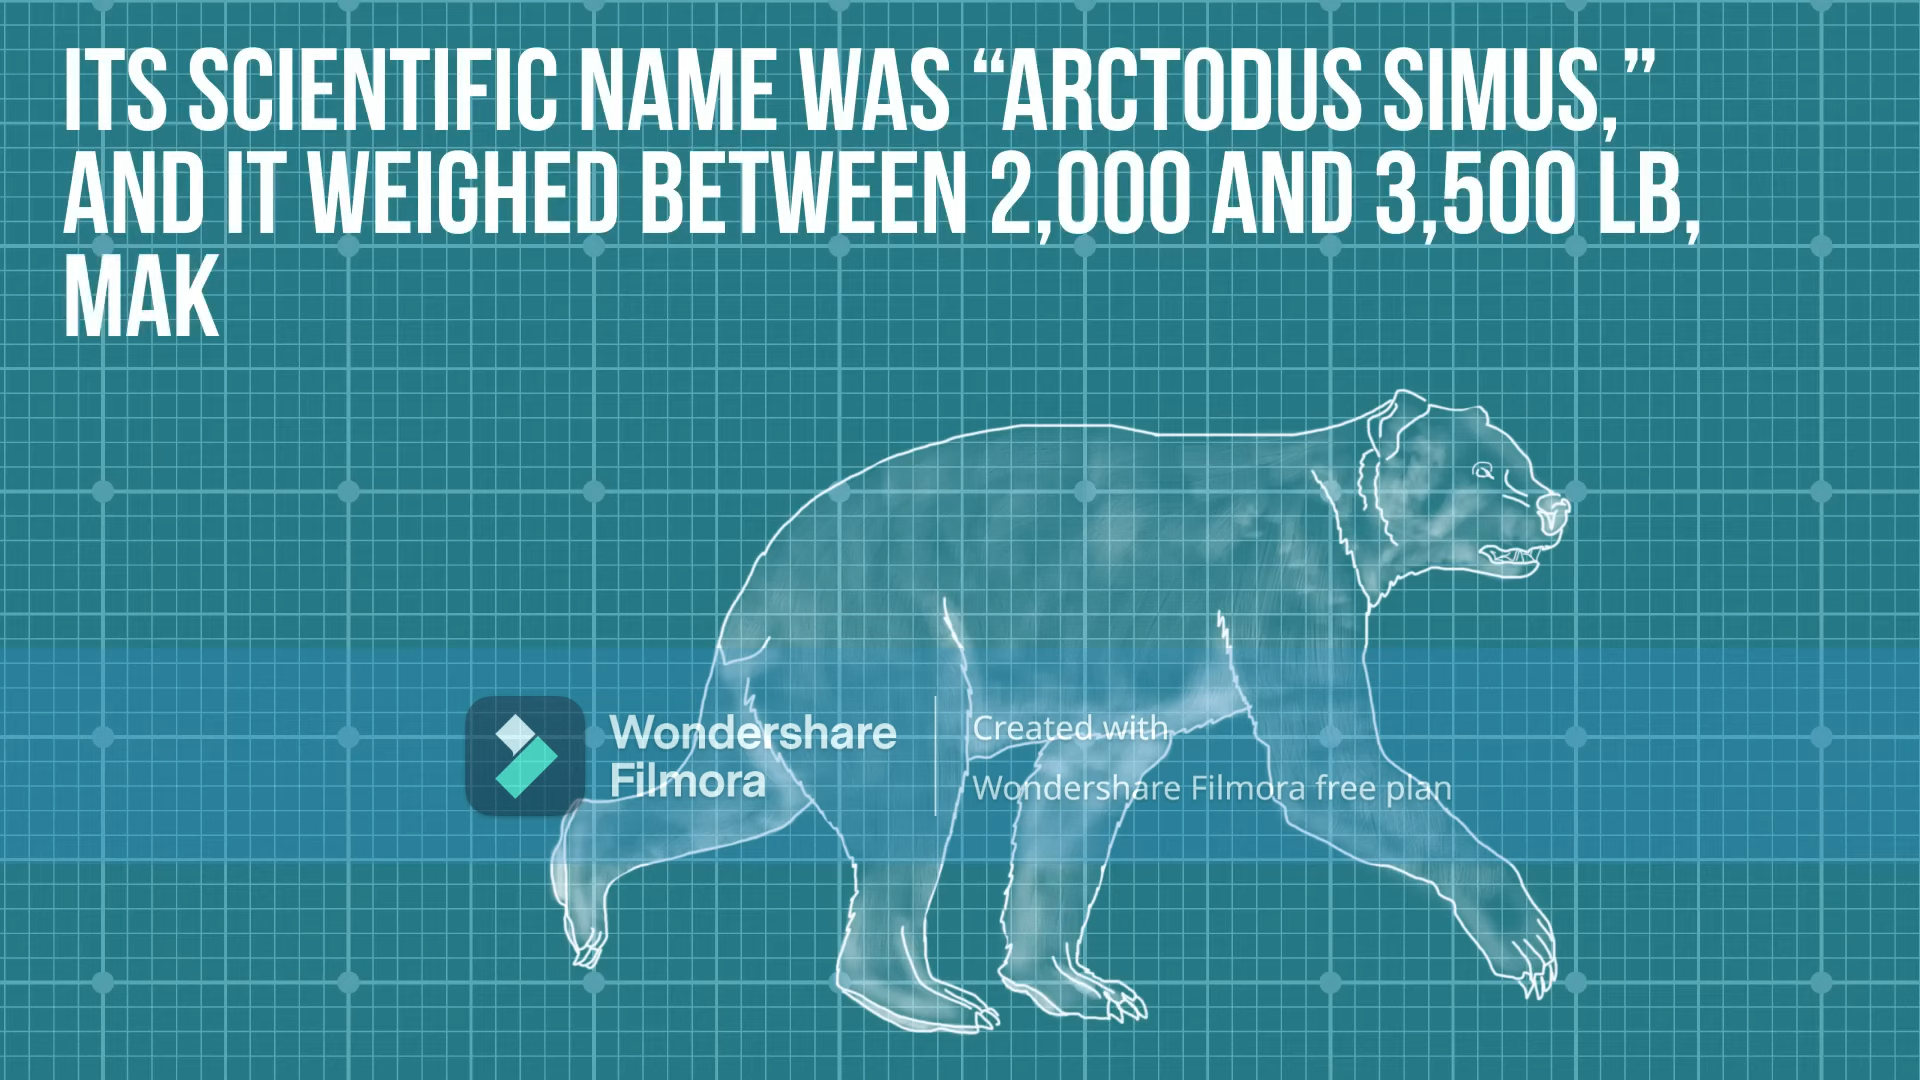 ITS SCIENTIFIC NAME WAS “ARCTODUS SIMUS,”
AND IT WEIGHED BETWEEN 2,000 AND 3,500 LB,
MAK
Wondershare
Filmora
Created with
Wondershare Filmora free plan